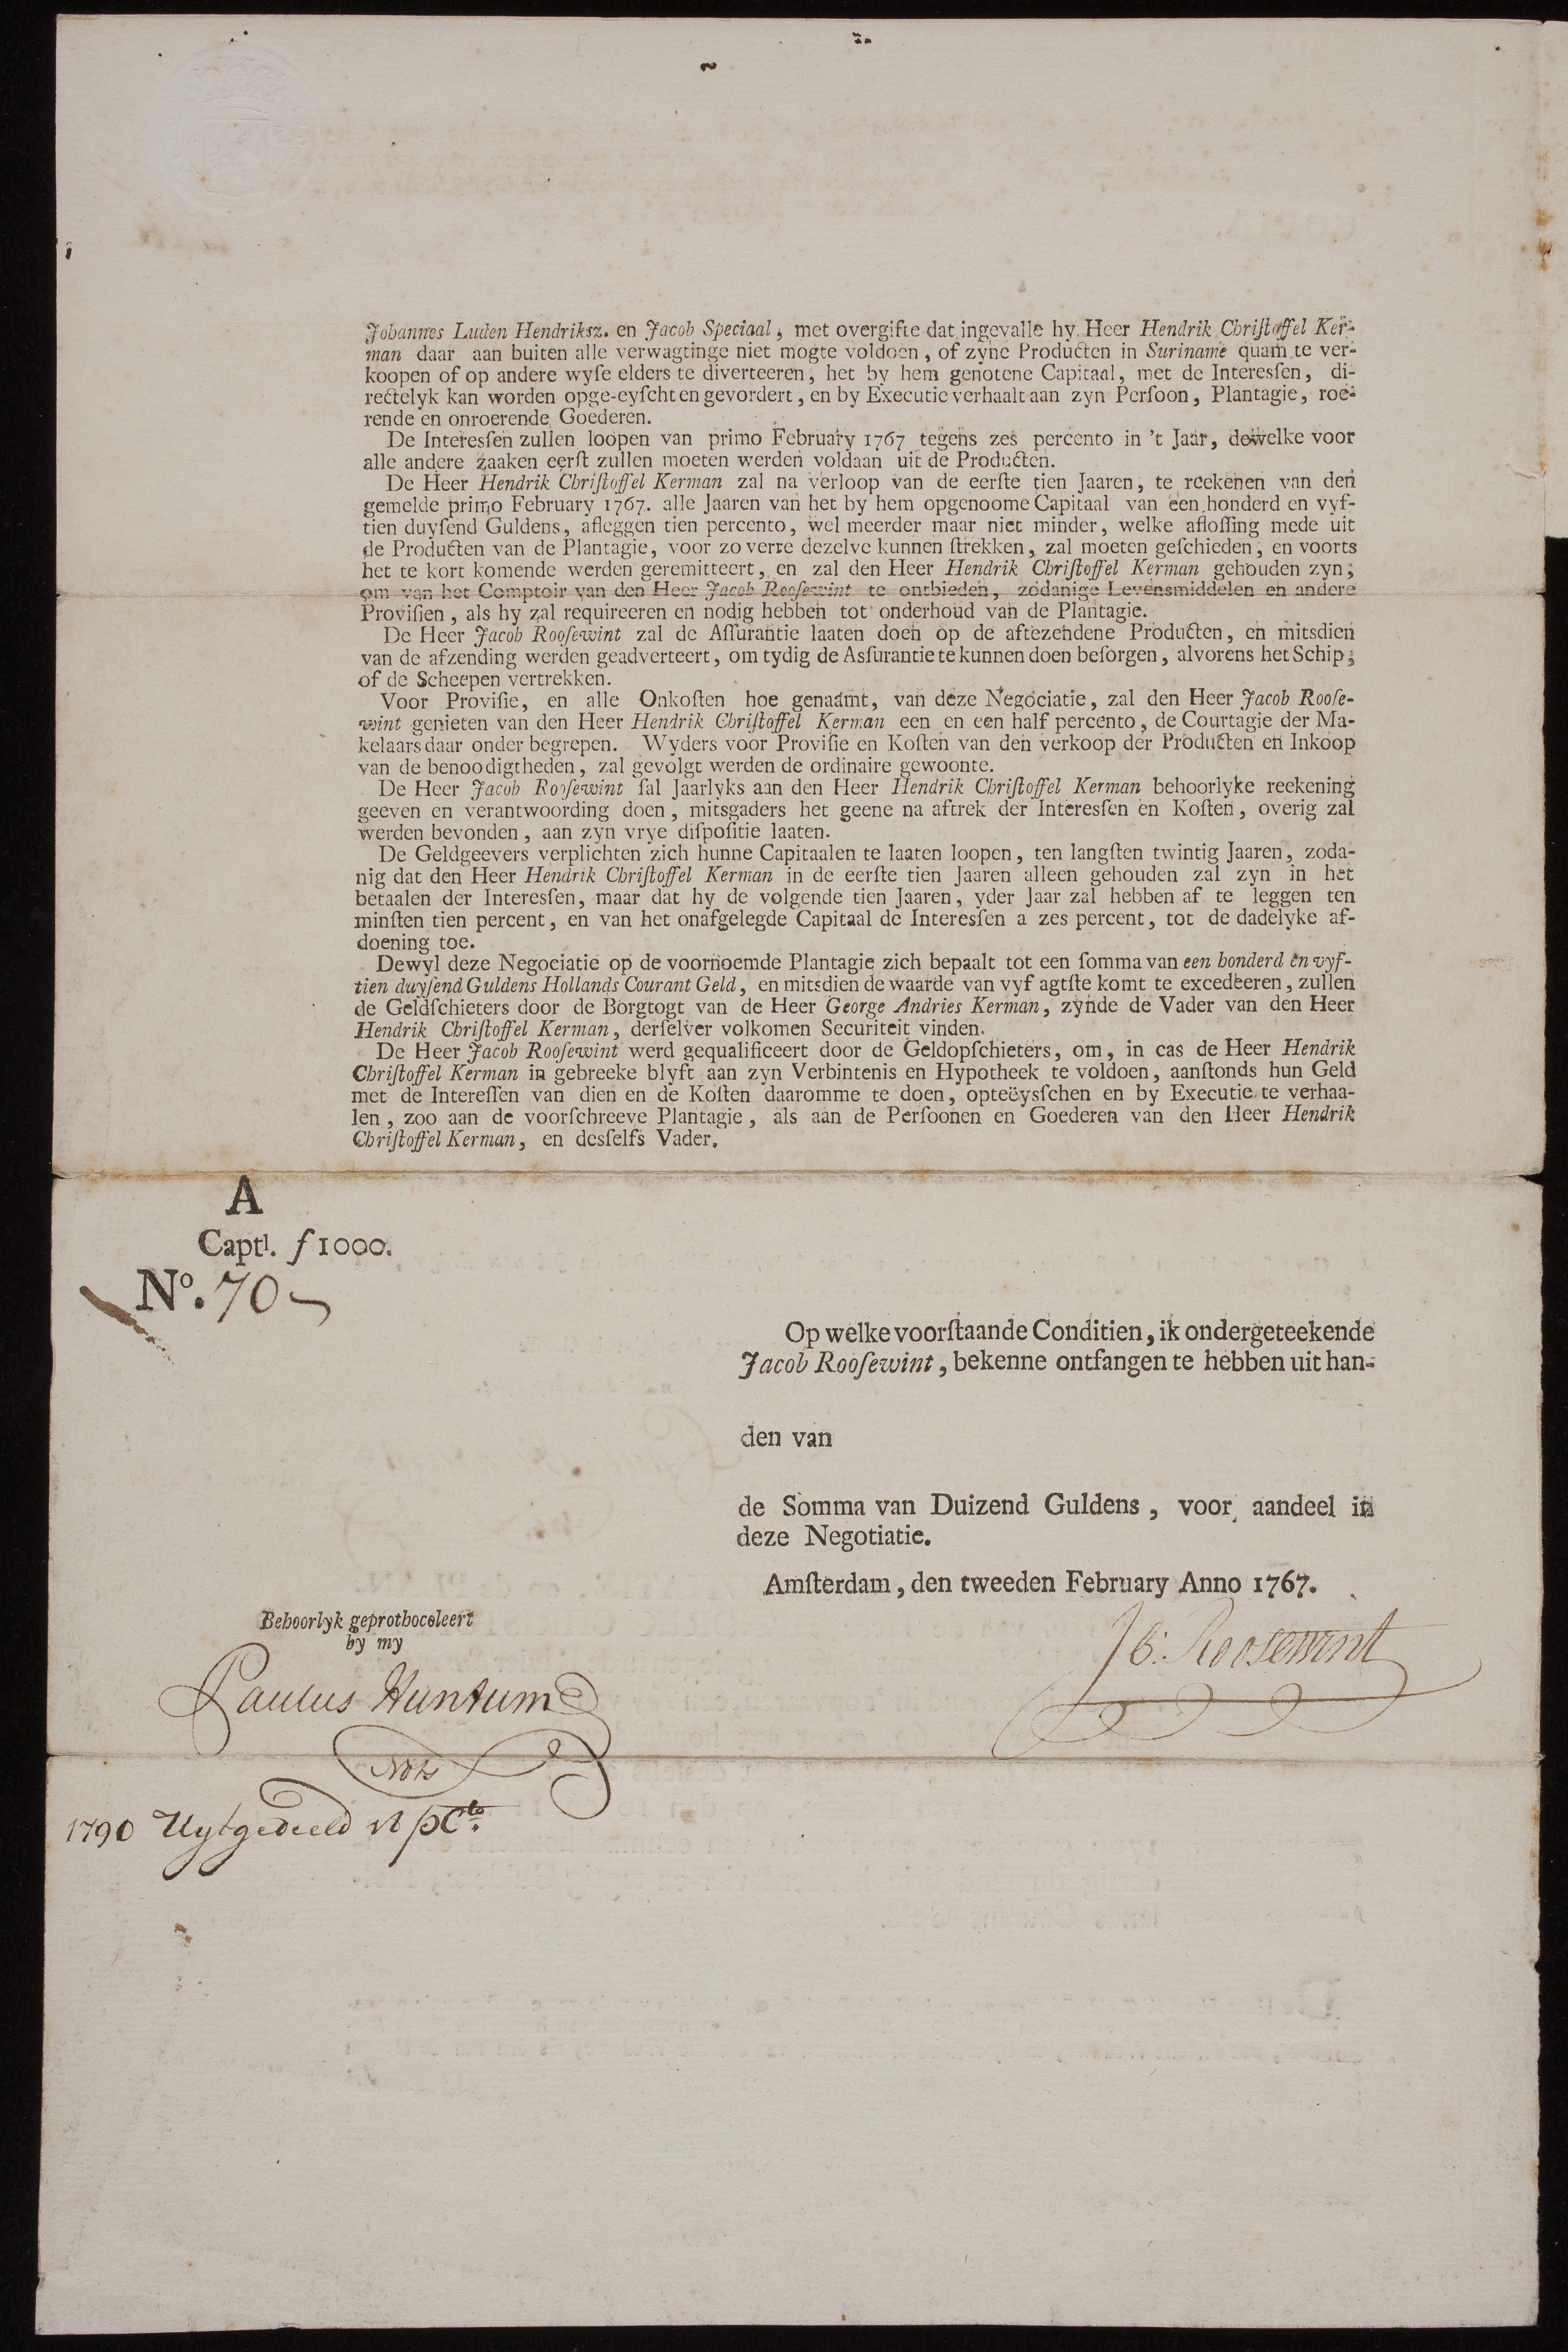 Johannes Luden Hendriksz. en Jacob Speciaal, met overgifte dat ingevalle hy Heer Hendrik Chriſtoffel Ker-
man daar aan buiten alle verwagtinge niet mogte voldoen, of zyne Producten in Suriname quam te ver-
koopen of op andere wyſe elders te diverteeren, het by hem genotene Capitaal, met de Intereſſen, di-
rectelyk kan worden opge-eyſcht en gevordert, en by Executie verhaalt aan zyn Perſoon, Plantagie, roe-
rende en onroerende Goederen.
De Intereſſen zullen loopen van primo February 1767 tegens zes percento in 't Jaar, dewelke voor
alle andere zaaken eerſt zullen moeten werden voldaan uit de Producten.
De Heer Hendrik Chriſtoffel Kerman zal na verloop van de eerſte tien Jaaren, te reekenen van den
gemelde primo February 1767. alle Jaaren van het by hem opgenoome Capitaal van een honderd en vyf-
tien duyſend Guldens, afleggen tien percento, wel meerder maar niet minder, welke afloſſing mede uit
de Producten van de Plantagie, voor zo verre dezelve kunnen ſtrekken, zal moeten geſchieden, en voorts
het te kort komende werden geremitteert, en zal den Heer Hendrik Chriſtoffel Kerman gehouden zyn,
om van het Comptoir van den Heer Jacob Rooſewint te ontbieden, zodanige Levensmiddelen en andere
Proviſien, als hy zal requireeren en nodig hebben tot onderhoud van de Plantagie.
De Heer Jacob Rooſewint zal de Aſſurantie laaten doen op de aftezendene Producten, en mitsdien
van de afzending werden geadverteert, om tydig de Asſurantie te kunnen doen beſorgen, alvorens het Schip,
of de Scheepen vertrekken.
Voor Proviſie, en alle Onkoſten hoe genaamt, van deze Negociatie, zal den Heer Jacob Rooſe-
wint genieten van den Heer Hendrik Chriſtoffel Kerman een en een half percento, de Courtagie der Ma-
kelaars daar onder begrepen. Wyders voor Proviſie en Koſten van den verkoop der Producten en Inkoop
van de benoodigtheden, zal gevolgt werden de ordinaire gewoonte.
De Heer Jacob Rooſewint ſal Jaarlyks aan den Heer Hendrik Chriſtoffel Kerman behoorlyke reekening
geeven en verantwoording doen, mitsgaders het geene na aftrek der Interesſen en Koſten, overig zal
werden bevonden, aan zyn vrye diſpoſitie laaten.
De Geldgeevers verplichten zich hunne Capitaalen te laaten loopen, ten langſten twintig Jaaren, zoda-
nig dat den Heer Hendrik Chriſtoffel Kerman in de eerſte tien Jaaren alleen gehouden zal zyn in het
betaalen der Interesſen, maar dat hy de volgende tien Jaaren, yder Jaar zal hebben af te leggen ten
minſten tien percent, en van het onafgelegde Capitaal de Interesſen a zes percent, tot de dadelyke af-
doening toe.
Dewyl deze Negociatie op de voornoemde Plantagie zich bepaalt tot een ſomma van een honderd en vyf-
tien duyſend Guldens Hollands Courant Geld, en mitsdien de waarde van vyf agtſte komt te excedeeren, zullen
de Geldſchieters door de Borgtogt van de Heer George Andries Kerman, zynde de Vader van den Heer
Hendrik Chriſtoffel Kerman, derſelver volkomen Securiteit vinden.
De Heer Jacob Rooſewint werd gequalificeert door de Geldopſchieters, om, in cas de Heer Hendrik
Chriſtoffel Kerman in gebreeke blyft aan zyn Verbintenis en Hypotheek te voldoen, aanſtonds hun Geld
met de Intereſſen van dien en de Koſten daaromme te doen, opteëysſchen en by Executie te verhaa-
len, zoo aan de voorſchreeve Plantagie, als aan de Perſoonen en Goederen van den Heer Hendrik
Chriſtoffel Kerman, en desſelfs Vader.
A
Captl. ƒ 1000.
No. 70
Op welke voorſtaande Conditien, ik ondergeteekende
Jacob Rooſewint, bekenne ontfangen te hebben uit han-
den van
de Somma van Duizend Guldens, voor aandeel in
deze Negotiatie.
Amſterdam, den tweeden February Anno 1767.
Behoorlyk geprothocoleert
by my
Jb: Roosewint
Paulus Huntum
Nots
1790 Uytgedeeld pCto.